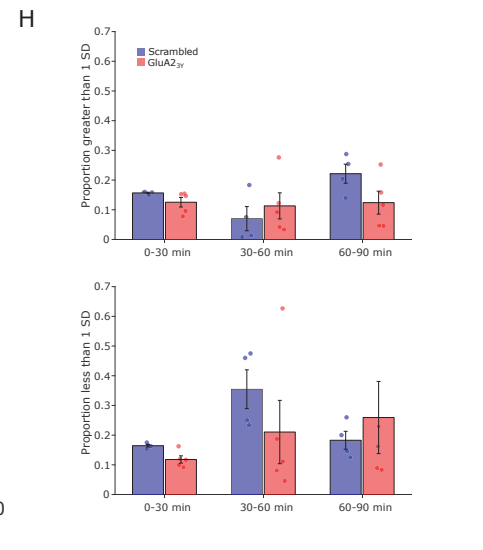 H
Proportion greater than 1 SD
0.7
0.6
0.5
0.4
0.3
0.2
0.1
0
Scrambled
GluA2₃Y
0-30 min 30-60 min 60-90 min
Proportion less than 1 SD
0.7
0.6
0.5
0.4
0.3
0.2
0.1
0
0-30 min 30-60 min 60-90 min
0